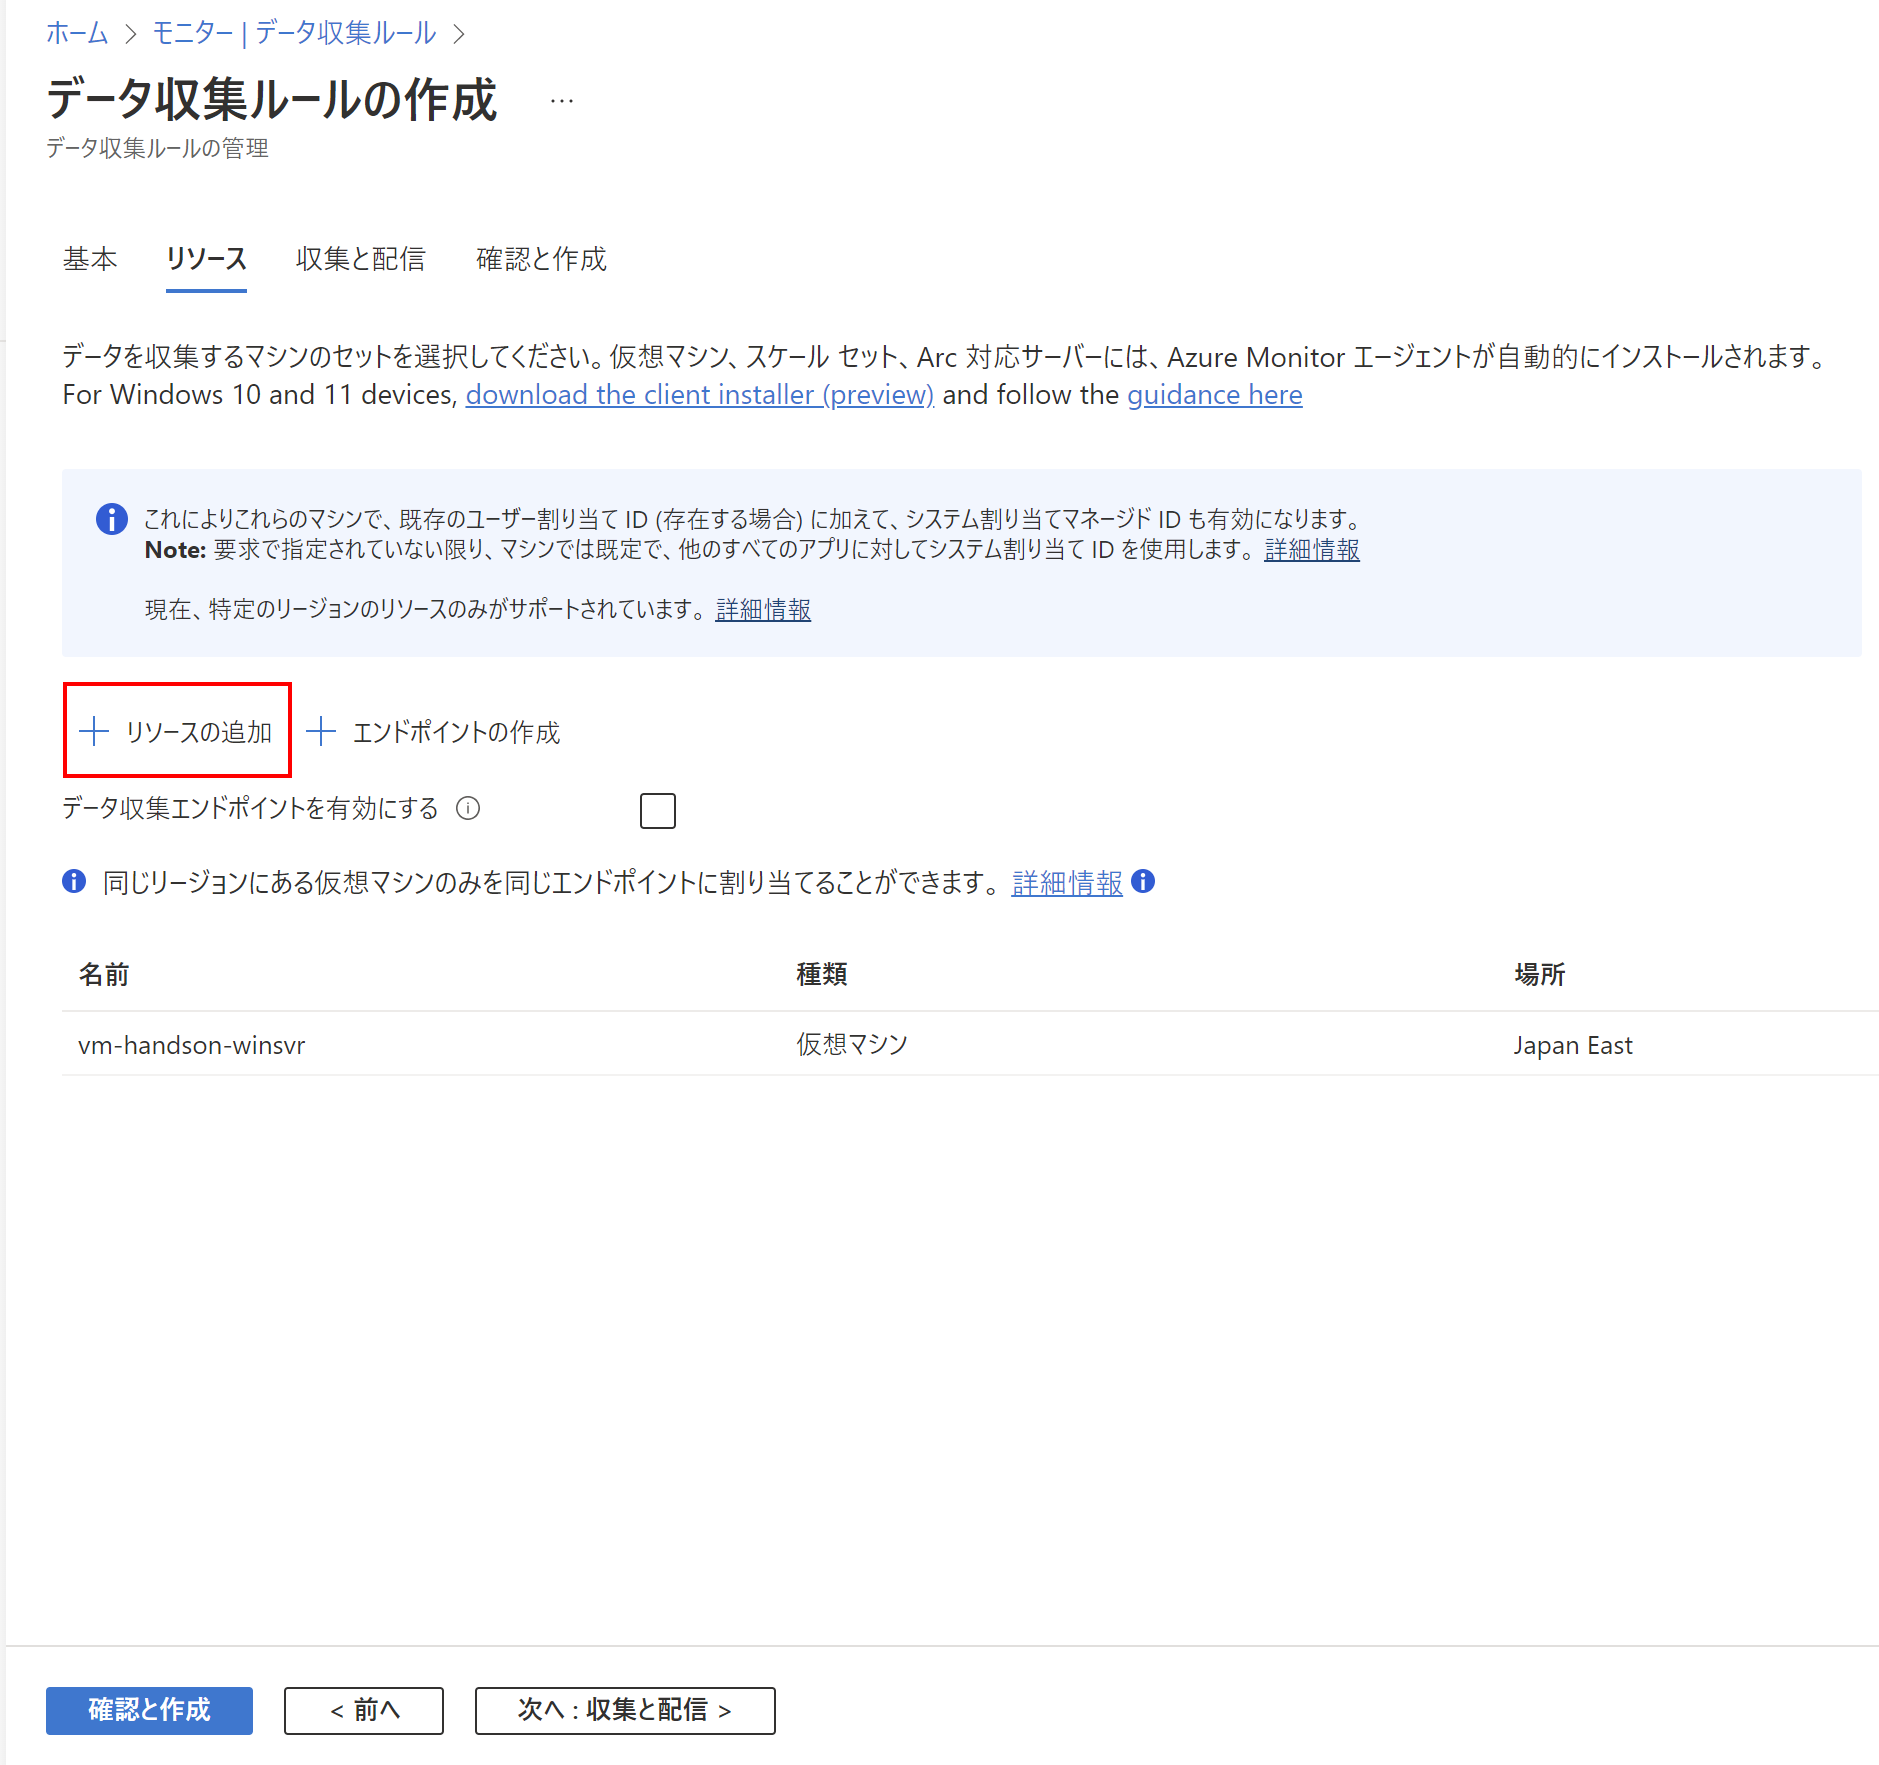 ホーム > モニター | データ収集ルール >
データ収集ルールの作成 …
データ収集ルールの管理
基本 リソース 収集と配信 確認と作成
データを収集するマシンのセットを選択してください。仮想マシン、スケール セット、Arc 対応サーバーには、Azure Monitor エージェントが自動的にインストールされます。
For Windows 10 and 11 devices, download the client installer (preview) and follow the guidance here
これによりこれらのマシンで、既存のユーザー割り当て ID (存在する場合) に加えて、システム割り当てマネージド ID も有効になります。
Note: 要求で指定されていない限り、マシンでは既定で、他のすべてのアプリに対してシステム割り当て ID を使用します。 詳細情報
現在、特定のリージョンのリソースのみがサポートされています。 詳細情報
リソースの追加 エンドポイントの作成
データ収集エンドポイントを有効にする
同じリージョンにある仮想マシンのみを同じエンドポイントに割り当てることができます。 詳細情報
名前 種類 場所
vm-handson-winsvr 仮想マシン Japan East
確認と作成 < 前へ 次へ : 収集と配信 >